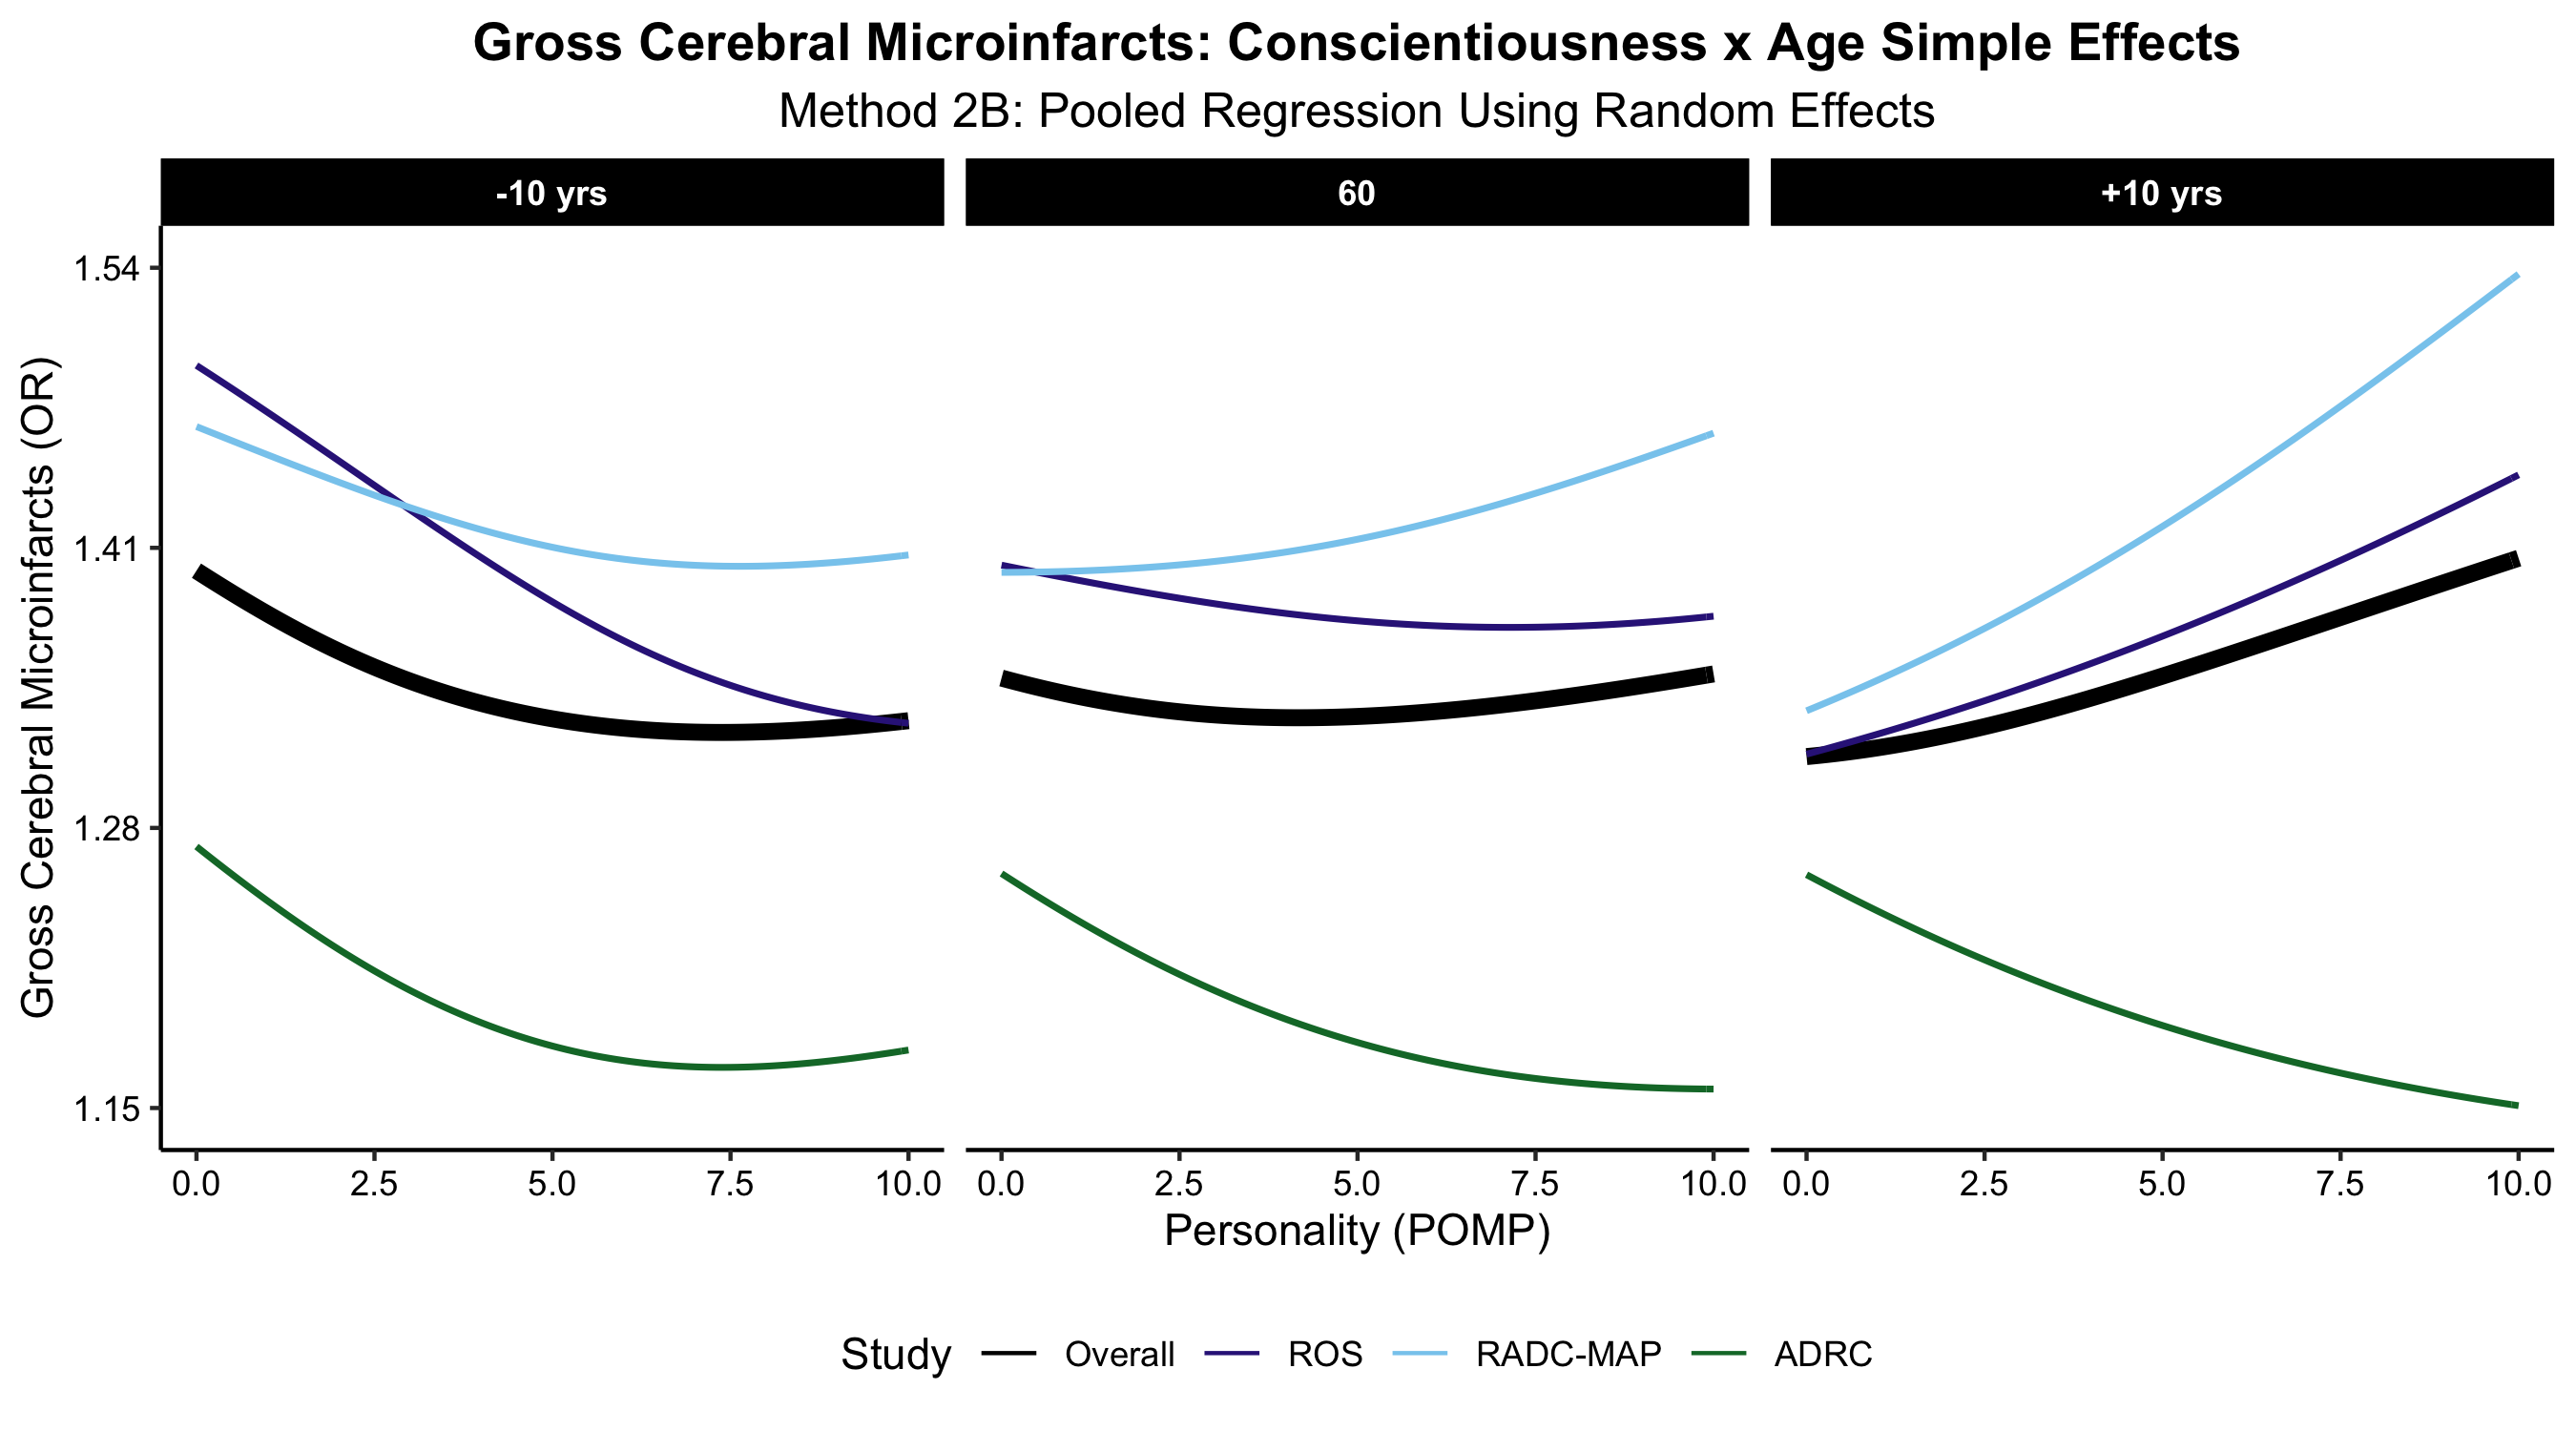 Gross Cerebral Microinfarcts: Conscientiousness x Age Simple Effects
Method 2B: Pooled Regression Using Random Effects
-10 yrs
60
+10 yrs
Gross Cerebral Microinfarcts (OR)
1.54
1.41
1.28
1.15
0.0 2.5 5.0 7.5 10.0
0.0 2.5 5.0 7.5 10.0
0.0 2.5 5.0 7.5 10.0
Personality (POMP)
Study Overall ROS RADC-MAP ADRC